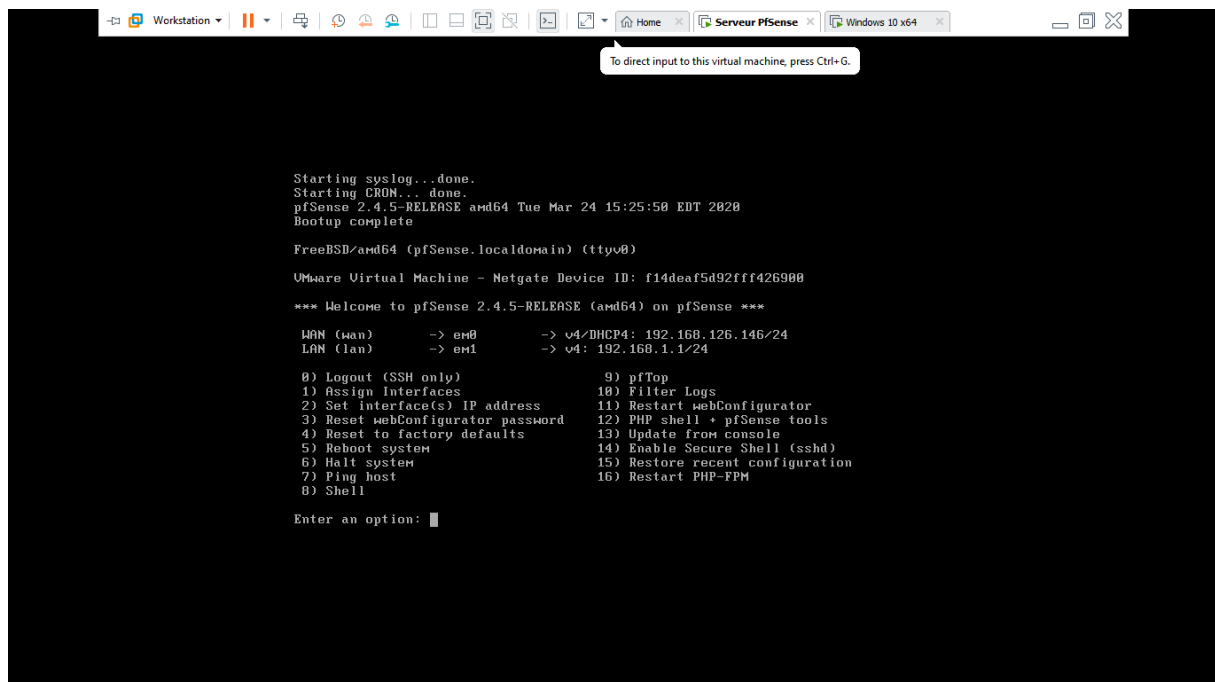 Workstation Home Serveur PfSense Windows 10 x64
To direct input to this virtual machine, press Ctrl+G.
Starting syslog...done.
Starting CRON... done.
pfSense 2.4.5-RELEASE amd64 Tue Mar 24 15:25:50 EDT 2020
Bootup complete
FreeBSD/amd64 (pfSense.localdomain) (ttyv0)
VMware Virtual Machine - Netgate Device ID: f14deaf5d92fff426900
*** Welcome to pfSense 2.4.5-RELEASE (amd64) on pfSense ***
WAN (wan) -> em0 -> v4/DHCP4: 192.168.126.146/24
LAN (lan) -> em1 -> v4: 192.168.1.1/24
0) Logout (SSH only) 9) pfTop
1) Assign Interfaces 10) Filter Logs
2) Set interface(s) IP address 11) Restart webConfigurator
3) Reset webConfigurator password 12) PHP shell + pfSense tools
4) Reset to factory defaults 13) Update from console
5) Reboot system 14) Enable Secure Shell (sshd)
6) Halt system 15) Restore recent configuration
7) Ping host 16) Restart PHP-FPM
8) Shell
Enter an option: